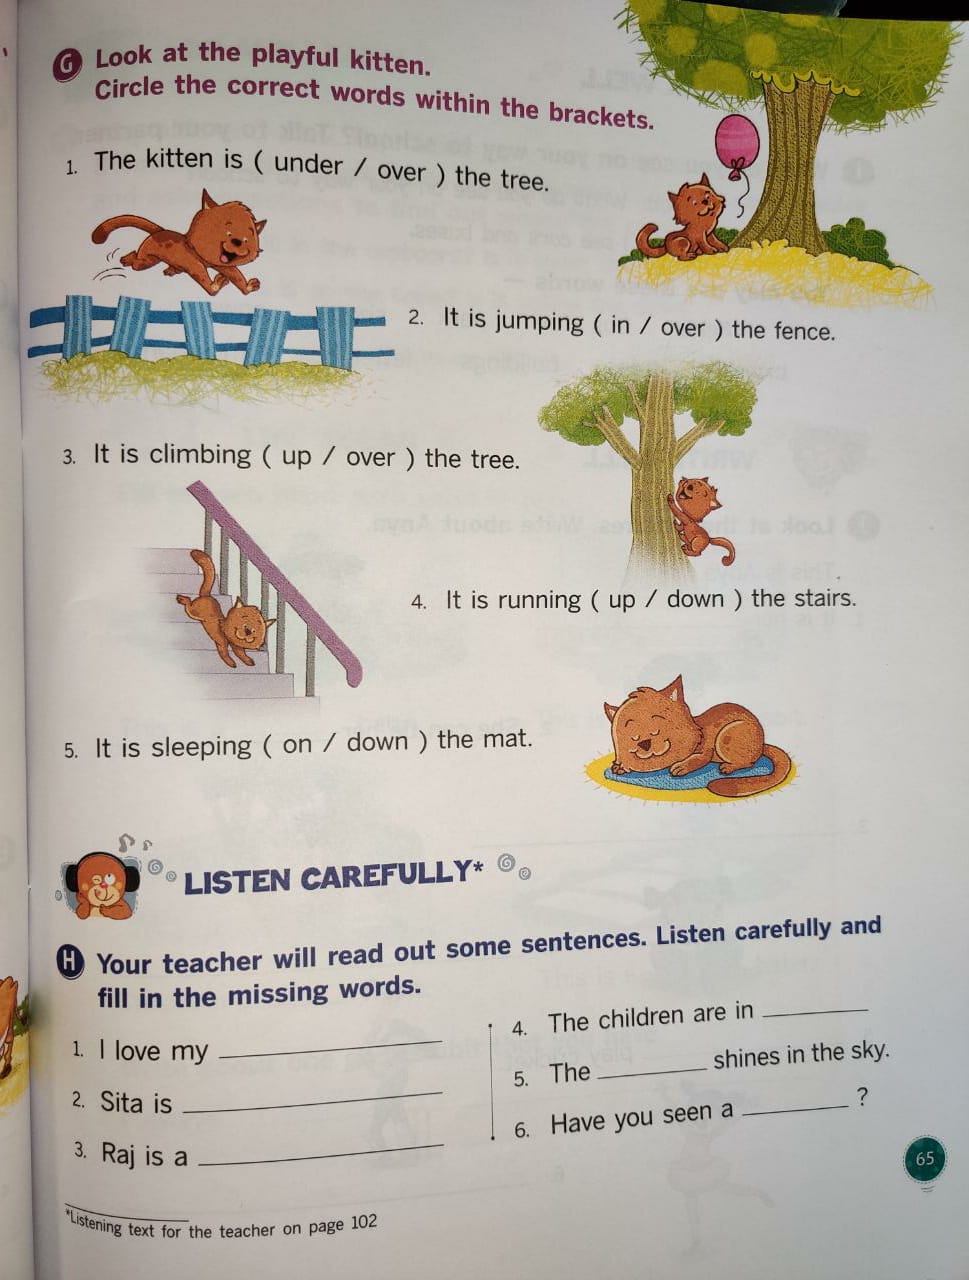 G Look at the playful kitten.
Circle the correct words within the brackets.
1. The kitten is ( under / over ) the tree.
2. It is jumping ( in / over ) the fence.
3. It is climbing ( up / over ) the tree.
4. It is running ( up / down ) the stairs.
5. It is sleeping ( on / down ) the mat.
LISTEN CAREFULLY*
H Your teacher will read out some sentences. Listen carefully and
fill in the missing words.
1. I love my ____________
2. Sita is ____________
3. Raj is a ____________
4. The children are in ________
5. The ________ shines in the sky.
6. Have you seen a ________ ?
65
*Listening text for the teacher on page 102